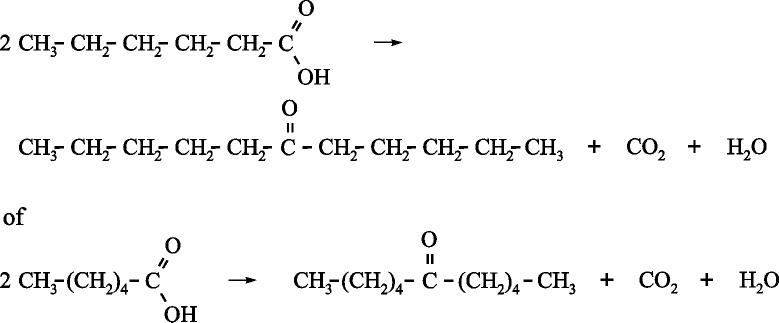 O
2 CH₃-CH₂-CH₂-CH₂-CH₂-C →
OH
O
CH₃-CH₂-CH₂-CH₂-CH₂-C-CH₂-CH₂-CH₂-CH₂-CH₃ + CO₂ + H₂O
of
O O
2 CH₃-(CH₂)₄-C → CH₃-(CH₂)₄-C-(CH₂)₄-CH₃ + CO₂ + H₂O
OH